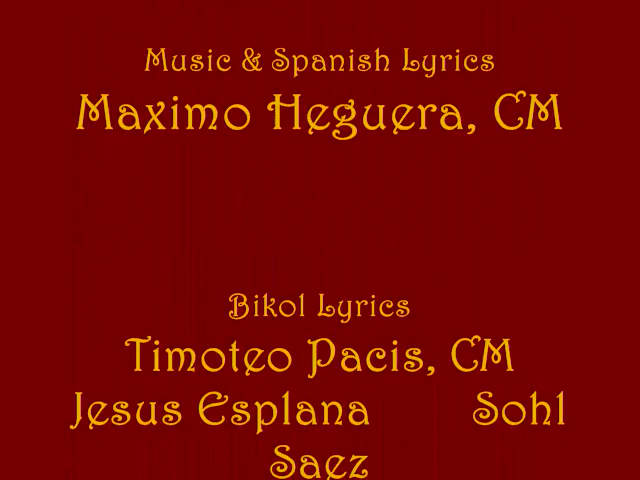 Music & Spanish Lyrics
Maximo Heguera, CM
Bikol Lyrics
Timoteo Pacis, CM
Jesus Esplana Sohl
Saez